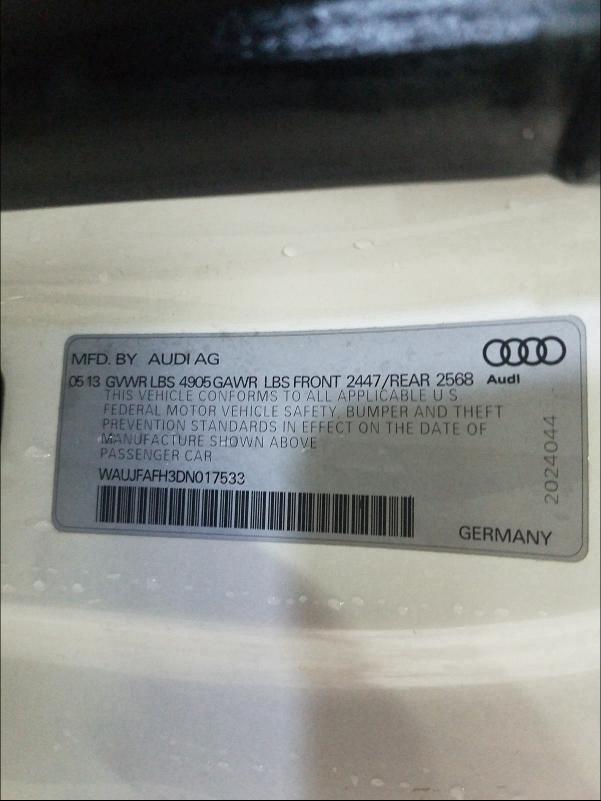 MFD. BY AUDI AG
05 13 GVWR LBS 4905 GAWR LBS FRONT 2447/REAR 2568
Audi
THIS VEHICLE CONFORMS TO ALL APPLICABLE U S
FEDERAL MOTOR VEHICLE SAFETY, BUMPER AND THEFT
PREVENTION STANDARDS IN EFFECT ON THE DATE OF
MANUFACTURE SHOWN ABOVE
PASSENGER CAR
WAUJFAFH3DN017533
2024044
GERMANY